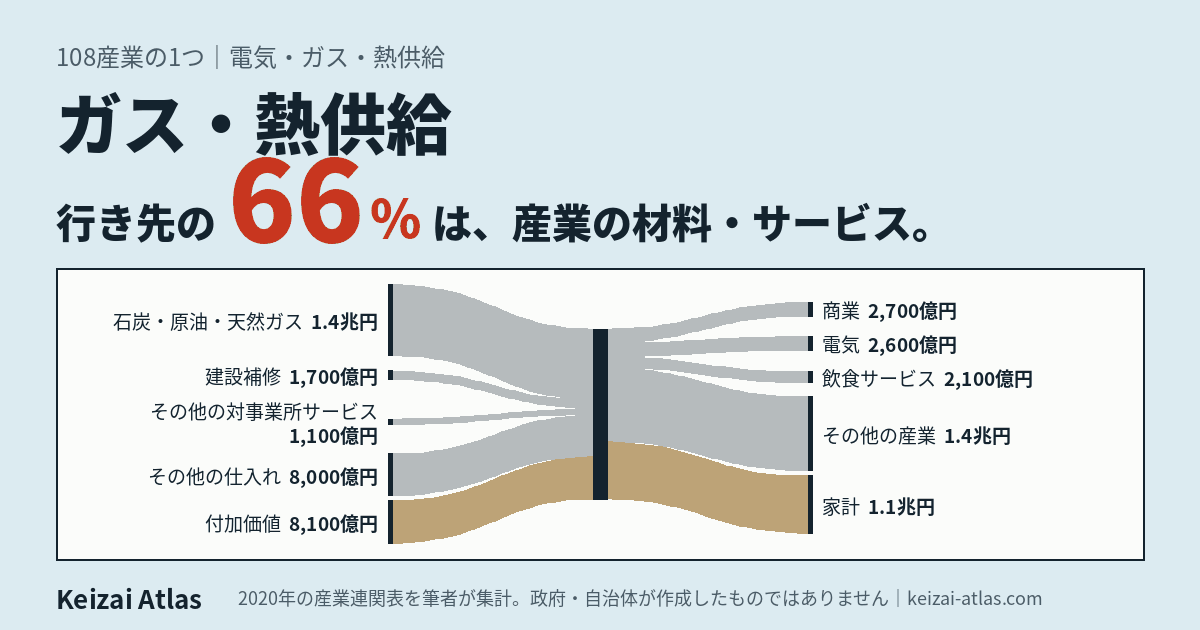 108産業の1つ｜電気・ガス・熱供給
ガス・熱供給
行き先の 66% は、産業の材料・サービス。
石炭・原油・天然ガス 1.4兆円
建設補修 1,700億円
その他の対事業所サービス
1,100億円
その他の仕入れ 8,000億円
付加価値 8,100億円
商業 2,700億円
電気 2,600億円
飲食サービス 2,100億円
その他の産業 1.4兆円
家計 1.1兆円
Keizai Atlas 2020年の産業連関表を筆者が集計。政府・自治体が作成したものではありません｜keizai-atlas.com